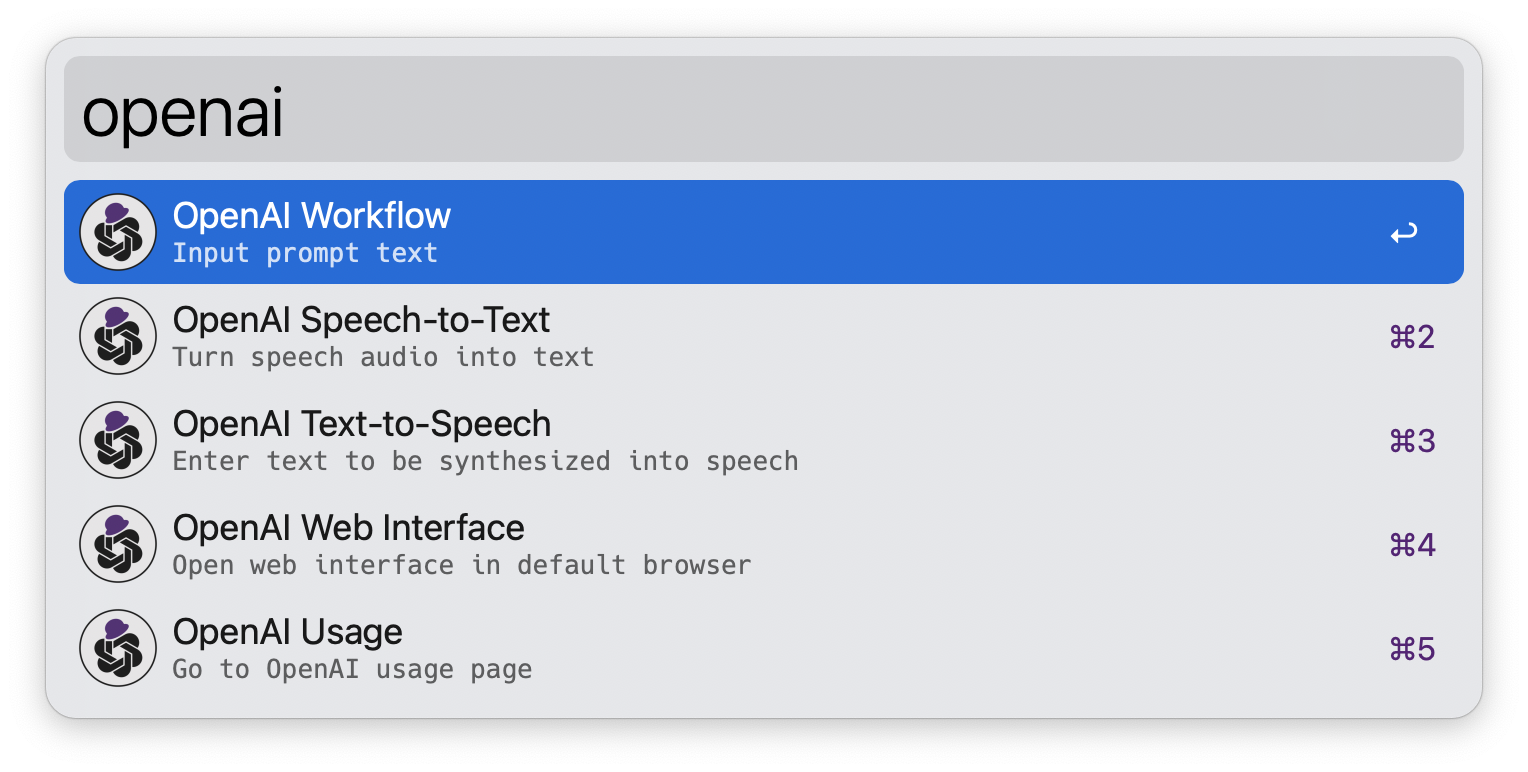 openai
OpenAI Workflow
Input prompt text
↩
OpenAI Speech-to-Text
Turn speech audio into text
⌘2
OpenAI Text-to-Speech
Enter text to be synthesized into speech
⌘3
OpenAI Web Interface
Open web interface in default browser
⌘4
OpenAI Usage
Go to OpenAI usage page
⌘5